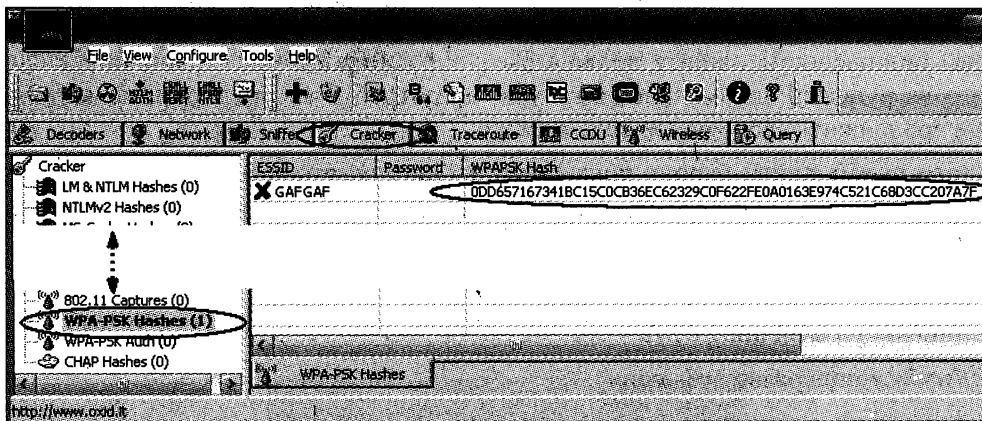 File View Configure Tools Help
Decoders Network Sniffer Cracker Traceroute CCDU Wireless Query
Cracker
LM & NTLM Hashes (0)
NTLMv2 Hashes (0)
802.11 Captures (0)
WPA-PSK Hashes (1)
WPA-PSK Auth (0)
CHAP Hashes (0)
ESSID Password WPAPSK Hash
GAFGAF 0DD657167341BC15C0CB36EC62329C0F622FE0A0163E974C521C68D3CC207A7F
WPA-PSK Hashes
http://www.oxid.it